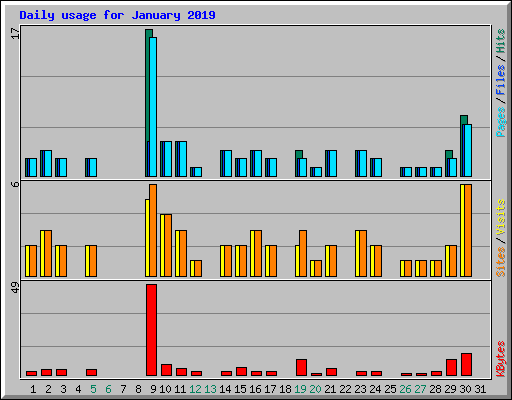 Daily usage for January 2019
17
Pages / Files / Hits
6
Sites / Visits
49
KBytes
1 2 3 4 5 6 7 8 9 10 11 12 13 14 15 16 17 18 19 20 21 22 23 24 25 26 27 28 29 30 31